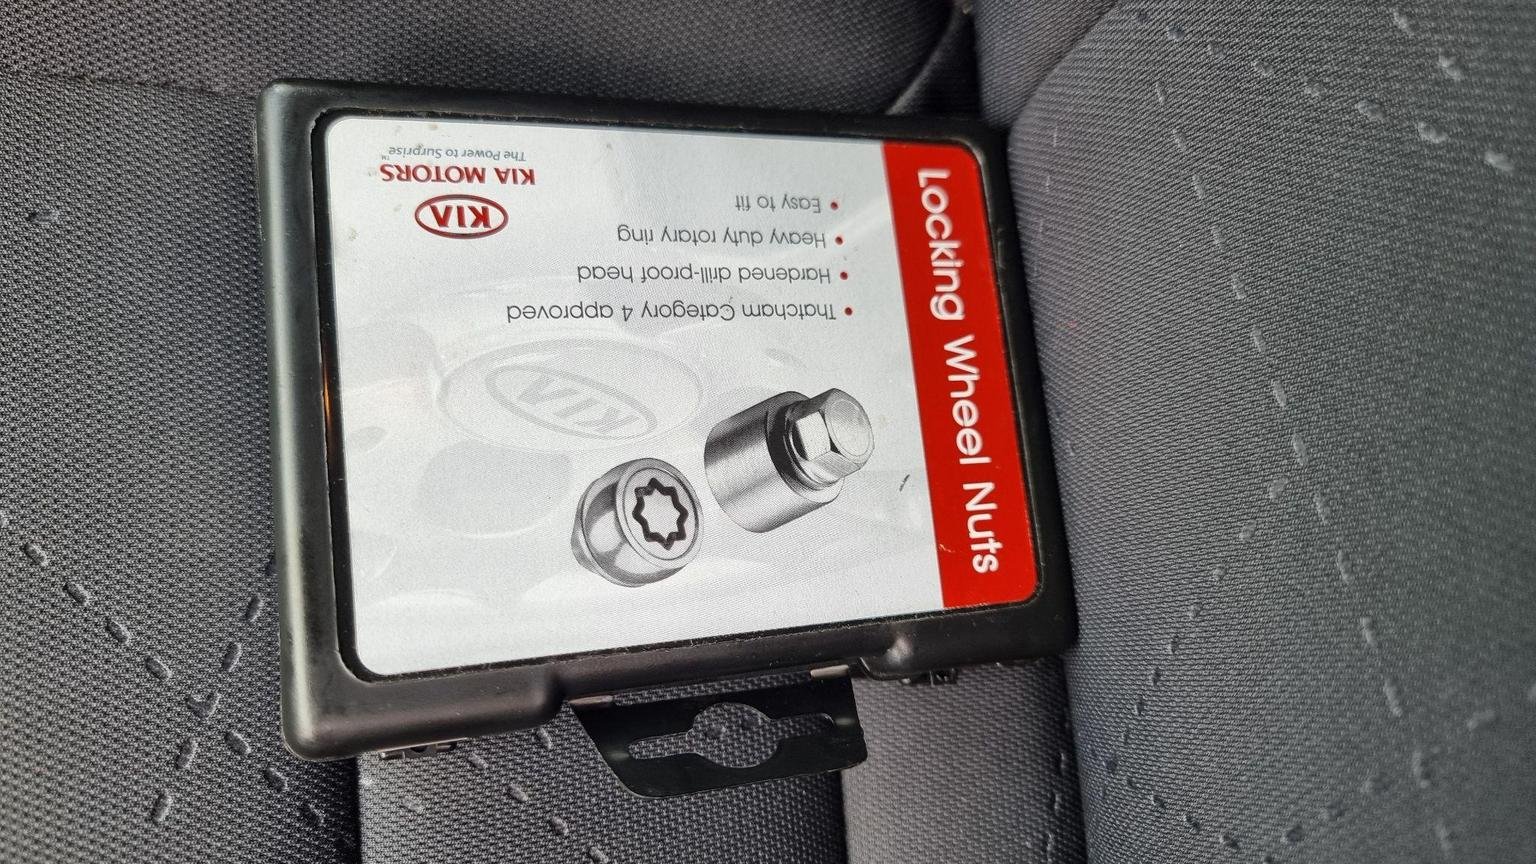 Locking Wheel Nuts
• Thatcham Category 4 approved
• Hardened drill-proof head
• Heavy duty rotary ring
• Easy to fit
KIA
KIA
KIA MOTORS
The Power to Surprise™